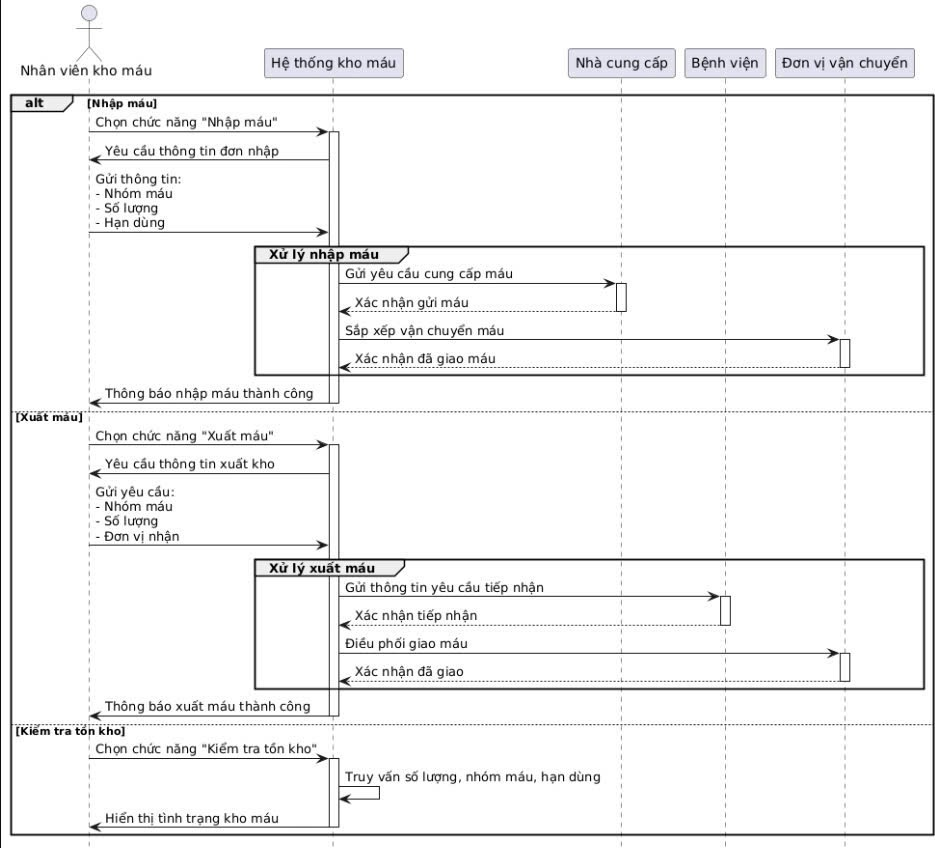 Nhân viên kho máu
Hệ thống kho máu
Nhà cung cấp
Bệnh viện
Đơn vị vận chuyển
alt
[Nhập máu]
Chọn chức năng "Nhập máu"
Yêu cầu thông tin đơn nhập
Gửi thông tin:
- Nhóm máu
- Số lượng
- Hạn dùng
Xử lý nhập máu
Gửi yêu cầu cung cấp máu
Xác nhận gửi máu
Sắp xếp vận chuyển máu
Xác nhận đã giao máu
Thông báo nhập máu thành công
[Xuất máu]
Chọn chức năng "Xuất máu"
Yêu cầu thông tin xuất kho
Gửi yêu cầu:
- Nhóm máu
- Số lượng
- Đơn vị nhận
Xử lý xuất máu
Gửi thông tin yêu cầu tiếp nhận
Xác nhận tiếp nhận
Điều phối giao máu
Xác nhận đã giao
Thông báo xuất máu thành công
[Kiểm tra tồn kho]
Chọn chức năng "Kiểm tra tồn kho"
Truy vấn số lượng, nhóm máu, hạn dùng
Hiển thị tình trạng kho máu